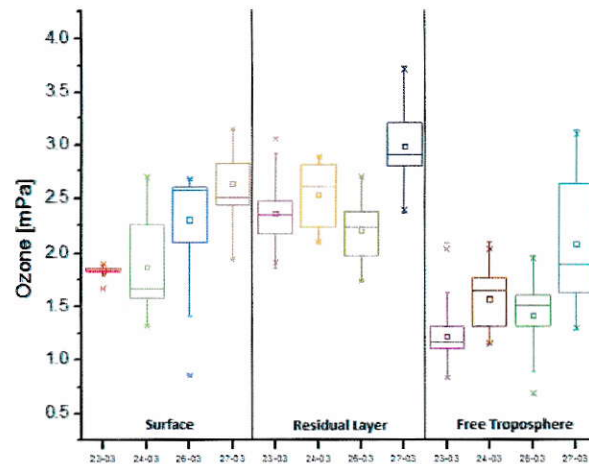 Ozone [mPa]
4.0
3.5
3.0
2.5
2.0
1.5
1.0
0.5
Surface
Residual Layer
Free Troposphere
23-03 24-03 26-03 27-03 23-03 24-03 26-03 27-03 23-03 24-03 26-03 27-03